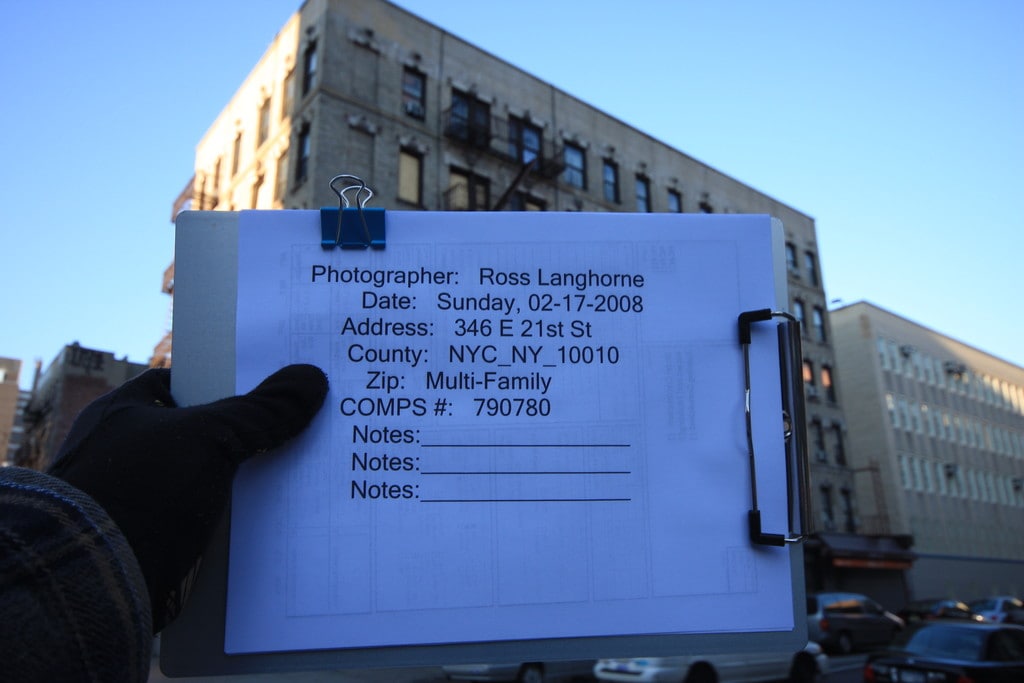 Photographer: Ross Langhorne
Date: Sunday, 02-17-2008
Address: 346 E 21st St
County: NYC_NY_10010
Zip: Multi-Family
COMPS #: 790780
Notes:
Notes:
Notes: